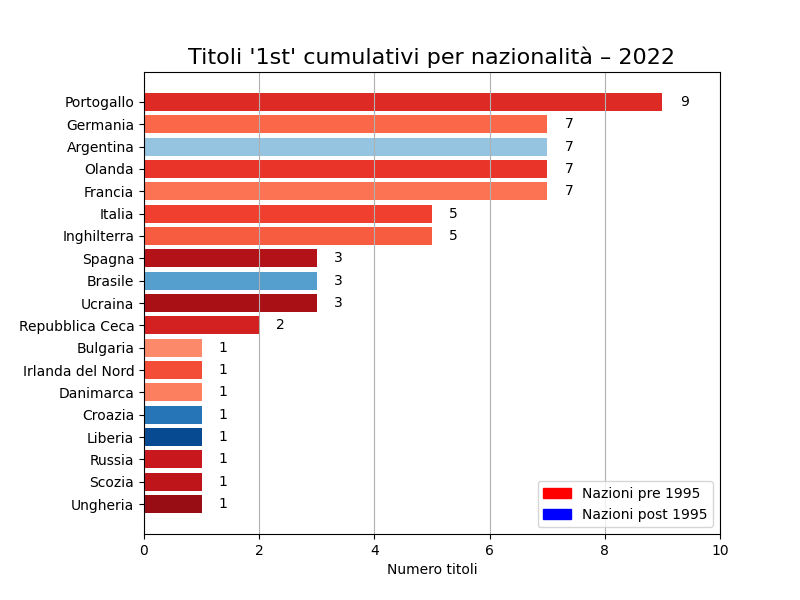 Titoli '1st' cumulativi per nazionalità – 2022
Portogallo 9
Germania 7
Argentina 7
Olanda 7
Francia 7
Italia 5
Inghilterra 5
Spagna 3
Brasile 3
Ucraina 3
Repubblica Ceca 2
Bulgaria 1
Irlanda del Nord 1
Danimarca 1
Croazia 1
Liberia 1
Russia 1
Scozia 1
Ungheria 1
Nazioni pre 1995
Nazioni post 1995
0 2 4 6 8 10
Numero titoli